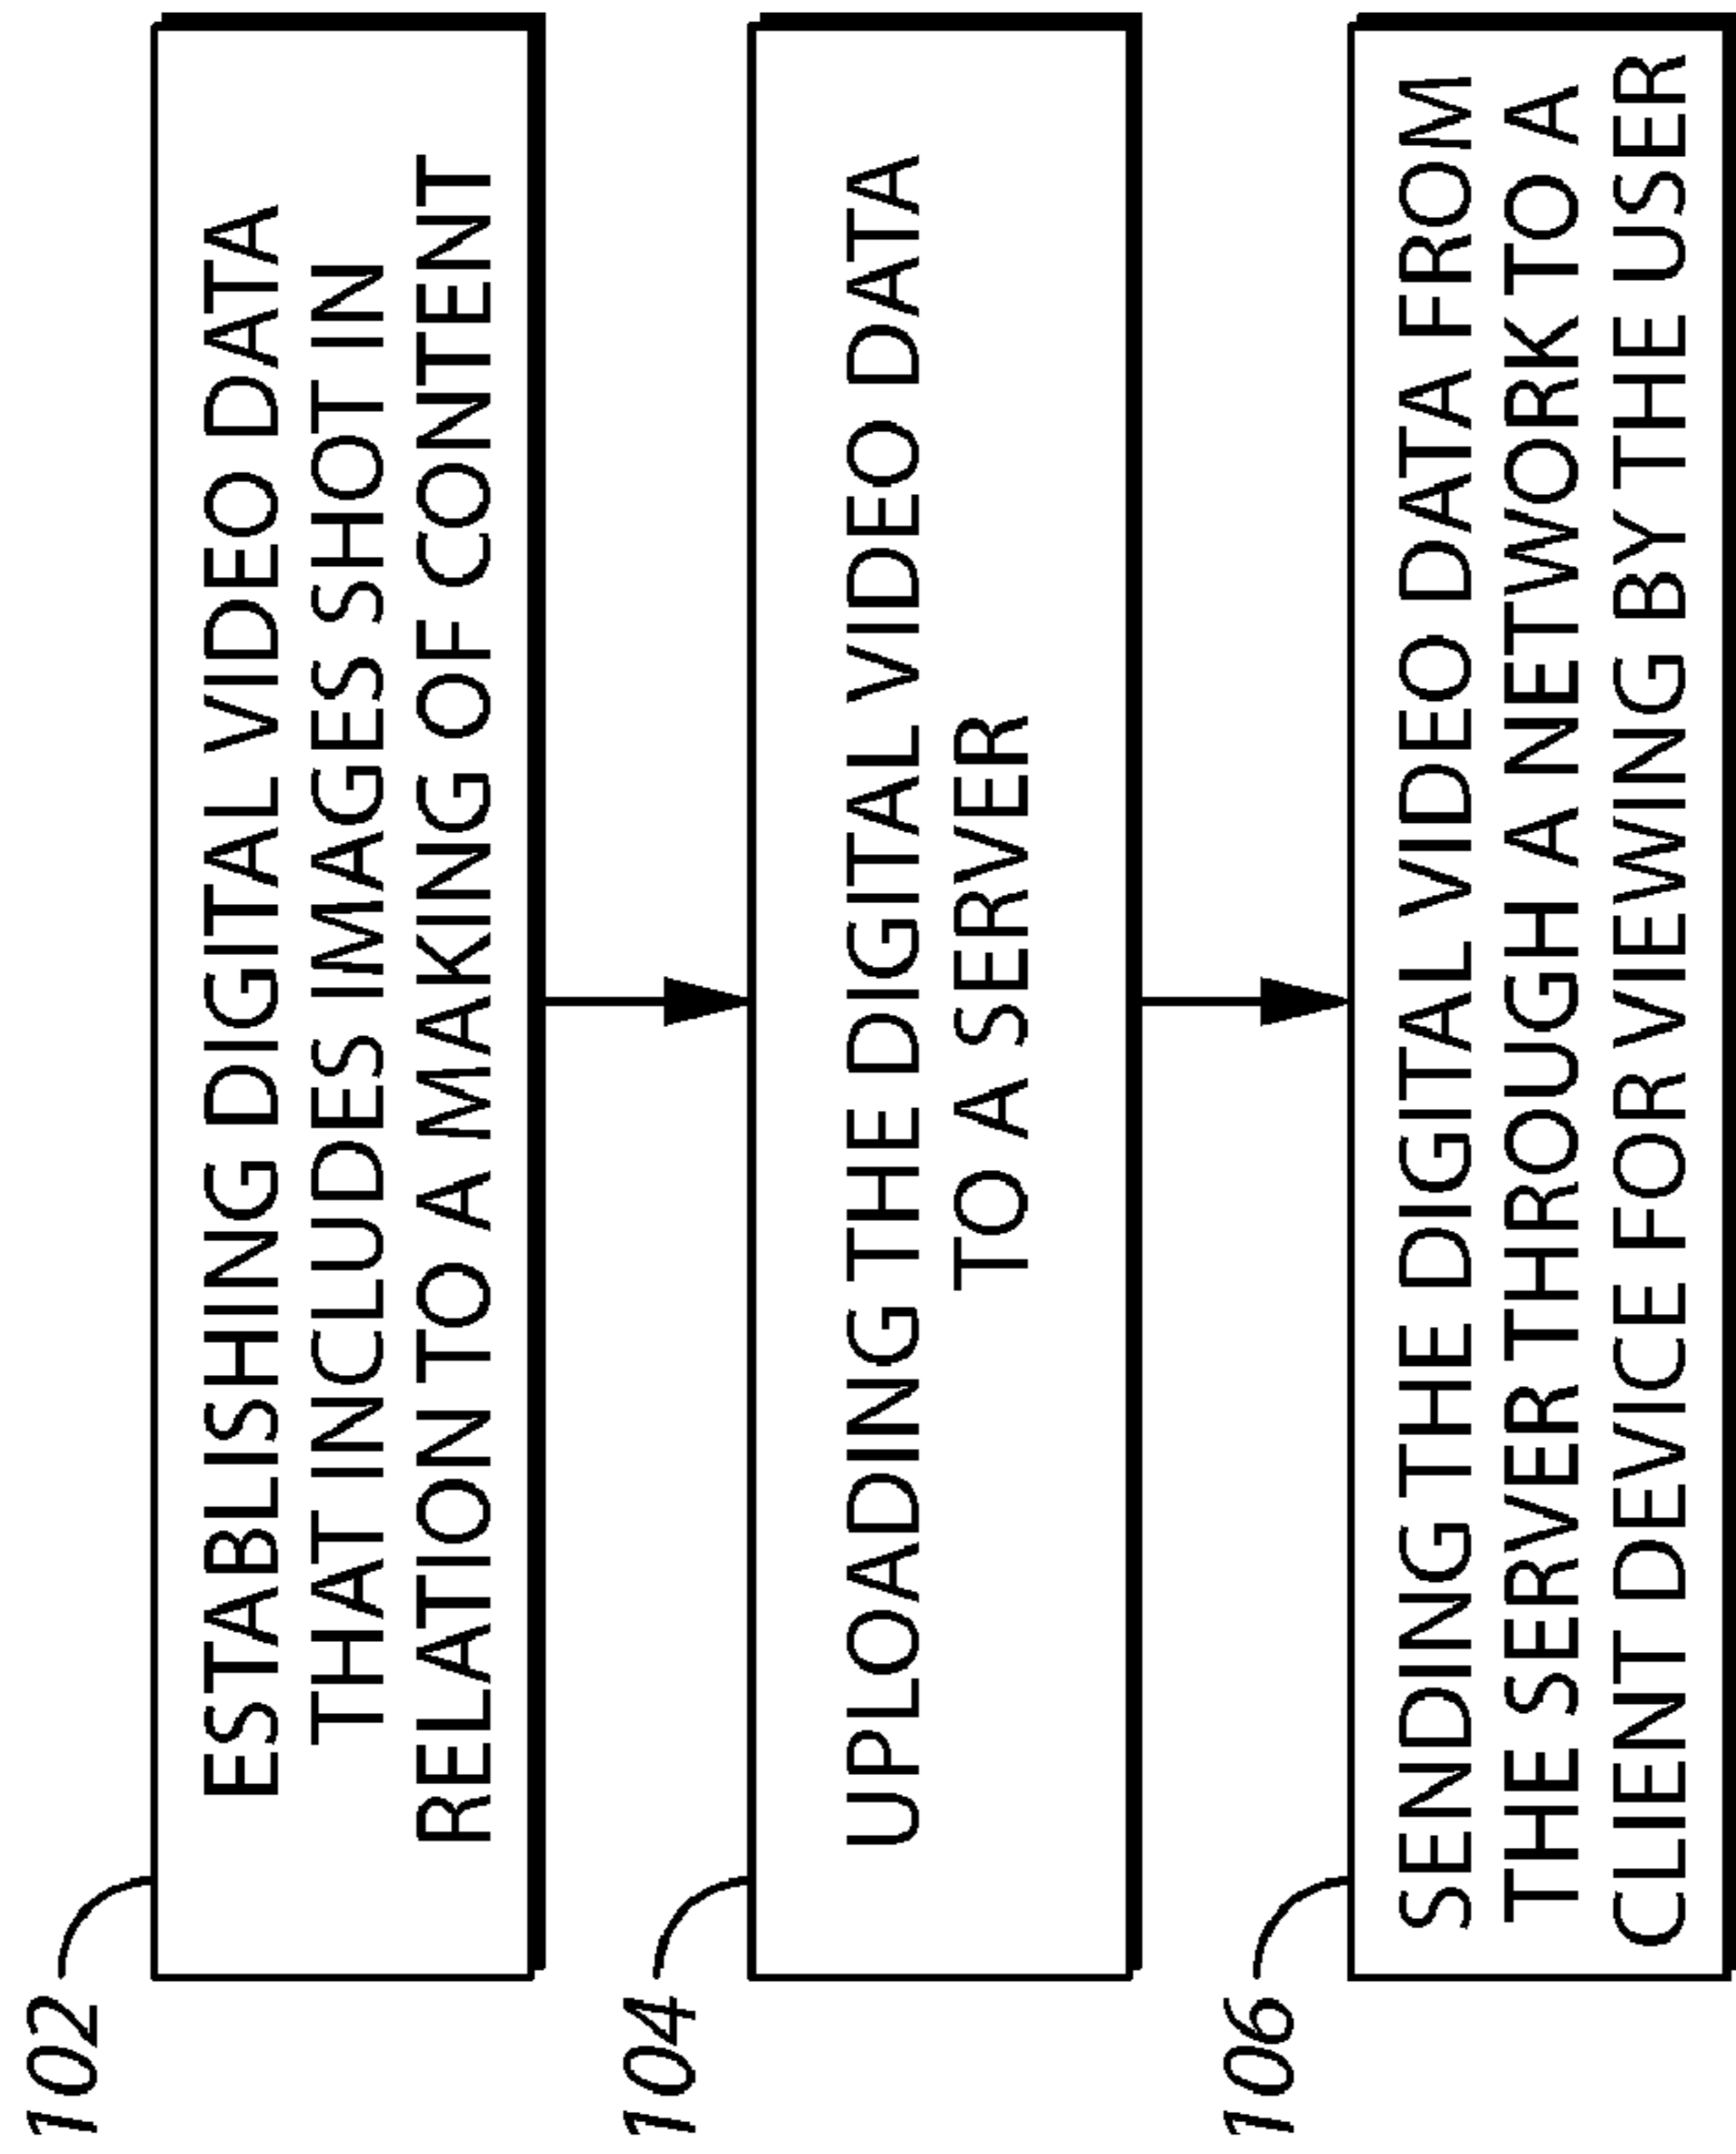 102
ESTABLISHING DIGITAL VIDEO DATA
THAT INCLUDES IMAGES SHOT IN
RELATION TO A MAKING OF CONTENT
104
UPLOADING THE DIGITAL VIDEO DATA
TO A SERVER
106
SENDING THE DIGITAL VIDEO DATA FROM
THE SERVER THROUGH A NETWORK TO A
CLIENT DEVICE FOR VIEWING BY THE USER